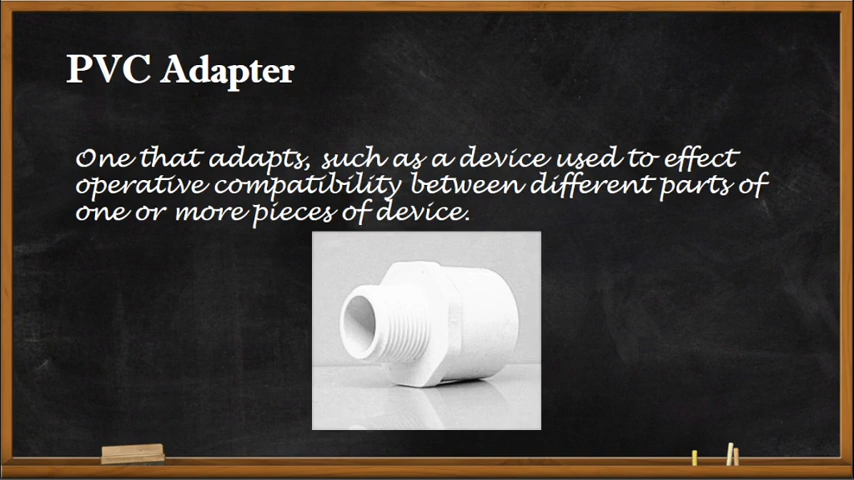 PVC Adapter
One that adapts, such as a device used to effect
operative compatibility between different parts of
one or more pieces of device.